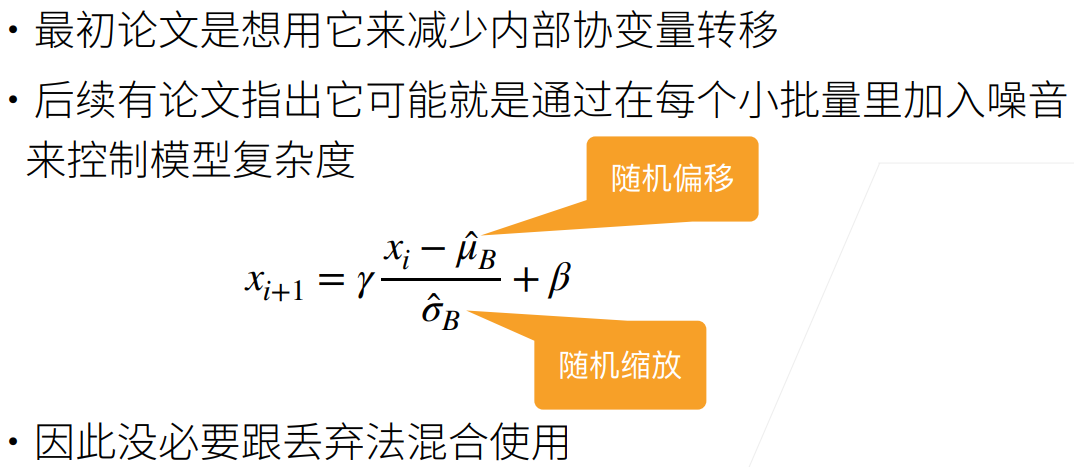 • 最初论文是想用它来减少内部协变量转移
• 后续有论文指出它可能就是通过在每个小批量里加入噪音
来控制模型复杂度
随机偏移
x_{i+1} = γ \frac{x_i − \hat{μ}_B}{\hat{σ}_B} + β
随机缩放
• 因此没必要跟丢弃法混合使用